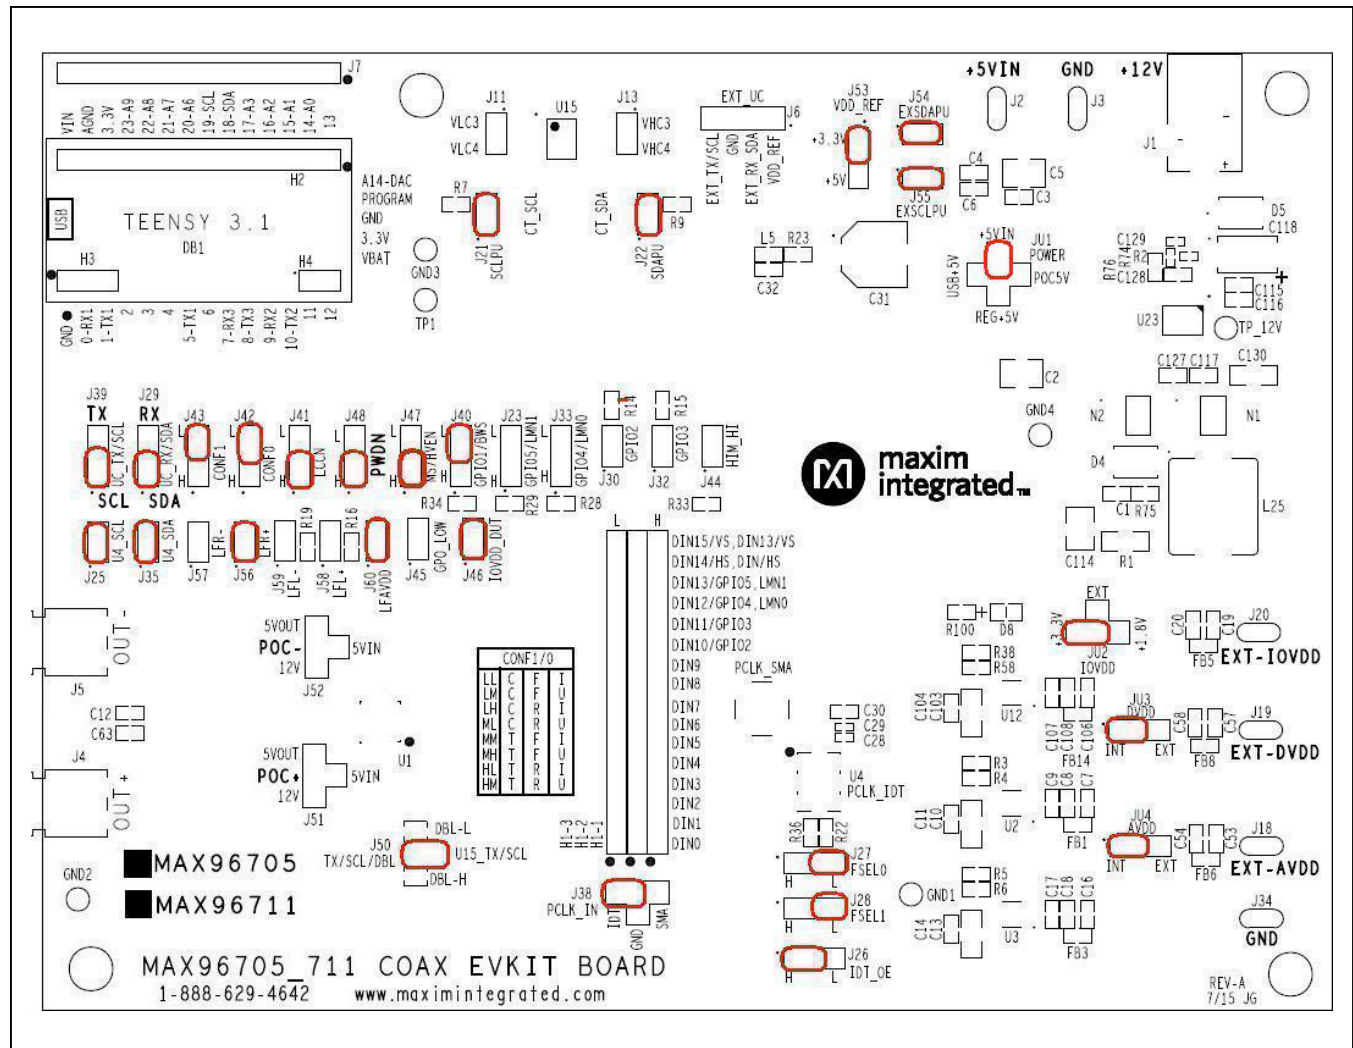 J7
VIN
AGND
3.3V
23-A9
22-A8
21-A7
20-A6
19-SCL
18-SDA
17-A3
16-A2
15-A1
14-A0
13
H2
TEENSY 3.1
DB1
USB
H3
H4
A14-DAC
PROGRAM
GND
3.3V
VBAT
GND
0-RX1
1-TX1
2
3
4
5-TX1
6
7-RX3
8-TX3
9-RX2
10-TX2
11
12
GND3
TP1
J11
VLC3
VLC4
U15
J13
VHC3
VHC4
EXT_UC
J6
EXT_TX/SCL
GND
EXT_RX_SDA
VDD_REF
R7
J21
SCLPU
CT_SCL
CT_SDA
J22
SDAPU
R9
J53
VDD_REF
+3.3V
+5V
J54
EXSDAPU
J55
EXSCLPU
+5VIN
J2
GND
J3
+12V
J1
C4
C6
C5
C3
L5
R23
C32
C31
+5VIN
JU1
POWER
USB+5V
POC5V
REG+5V
D5
C118
C129
R74
R2
R76
C128
C115
C116
U23
TP_12V
C127
C117
C130
C2
GND4
N2
N1
D4
C1
R75
L25
C114
R1
J39
TX
UC_TX/SCL
SCL
J29
RX
UC_RX/SDA
SDA
J43
L
H
CONF1
J42
L
H
CONF0
J41
L
H
LCCN
J48
L
H
PWDN
J47
L
H
MS/HVEN
J40
L
H
GPIO1/BWS
J23
L
H
GPIO5/LMN1
J33
L
H
GPIO4/LMN0
R14
GPIO2
J30
R15
GPIO3
J32
HIM_HI
J44
R34
R29
R28
R33
maxim
integrated™
U4_SCL
J25
U4_SDA
J35
LFR-
J57
LFR+
J56
R19
J59
LFL-
R16
J58
LFL+
J60
LFAVDD
GPO_LOW
J45
IOVDD_DUT
J46
L H
DIN15/VS,DIN13/VS
DIN14/HS,DIN/HS
DIN13/GPIO5,LMN1
DIN12/GPIO4,LMN0
DIN11/GPIO3
DIN10/GPIO2
DIN9
DIN8
DIN7
DIN6
DIN5
DIN4
DIN3
DIN2
DIN1
DIN0
H1-3
H1-2
H1-1
OUT -
J5
C12
C63
J4
OUT +
5VOUT
POC-
12V
5VIN
J52
5VOUT
POC+
12V
5VIN
J51
U1
CONF1/0
LL C F I
LM C F U
LH C R I
ML C R U
MM T F I
MH T F U
HL T R I
HM T R U
PCLK_SMA
C30
C29
C28
U4
PCLK_IDT
R36
R22
J27
FSEL0
H L
J28
FSEL1
H L
J26
IDT_OE
H L
J50
TX/SCL/DBL
DBL-L
U15_TX/SCL
DBL-H
J38
PCLK_IN
IDT
GND
SMA
EXT
+3.3V
+1.8V
JU2
IOVDD
R100
D8
R38
R58
C20
C19
FB5
J20
EXT-IOVDD
C104
C103
U12
C107
C108
C106
FB14
JU3
DVDD
INT
EXT
C58
C57
FB8
J19
EXT-DVDD
R3
R4
C11
C10
U2
C9
C8
C7
FB1
JU4
AVDD
INT
EXT
C54
C53
FB6
J18
EXT-AVDD
R5
R6
GND1
C14
C13
U3
C17
C18
C16
FB3
J34
GND
GND2
MAX96705
MAX96711
MAX96705_711 COAX EVKIT BOARD
1-888-629-4642 www.maximintegrated.com
REV-A
7/15 JG